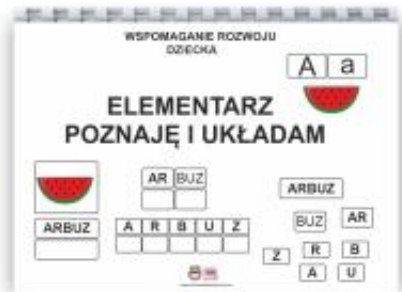 WSPOMAGANIE ROZWOJU
DZIECKA
A a
ELEMENTARZ
POZNAJĘ I UKŁADAM
AR BUZ
ARBUZ
ARBUZ
A R B U Z
BUZ AR
Z R B
A U